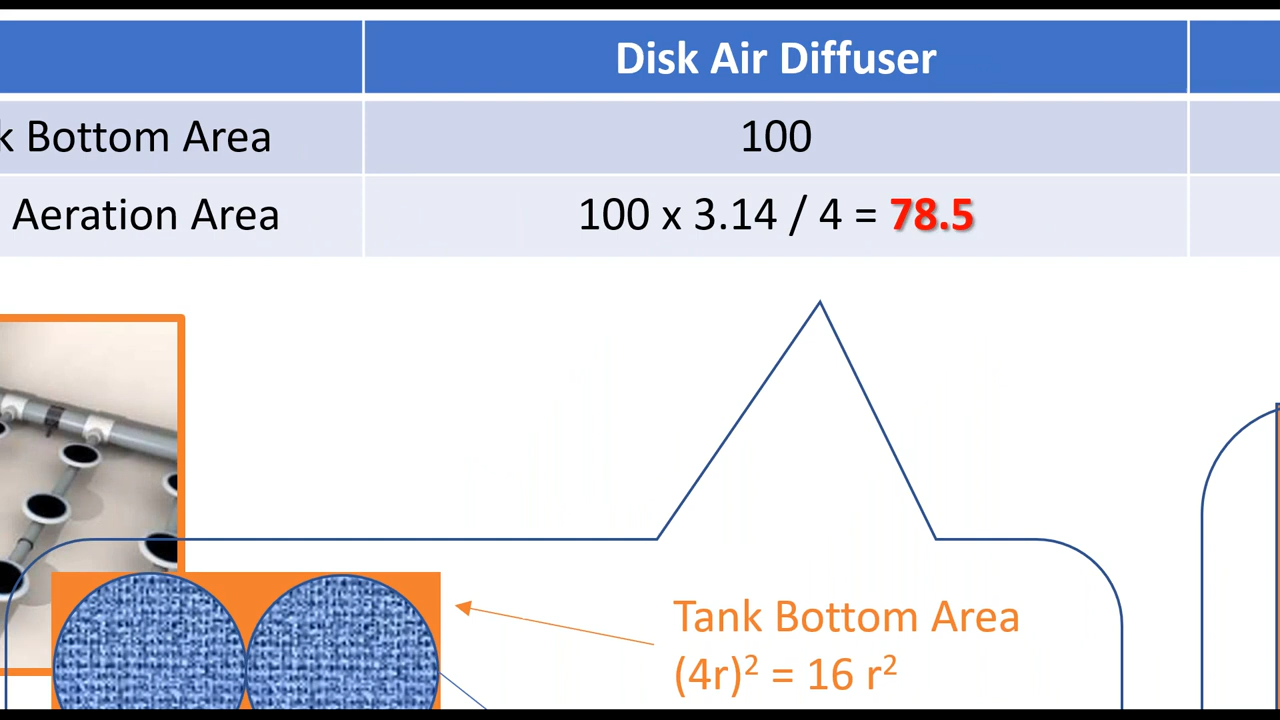 Disk Air Diffuser
Bottom Area
100
Aeration Area
100 x 3.14 / 4 = 78.5
Tank Bottom Area
(4r)² = 16 r²